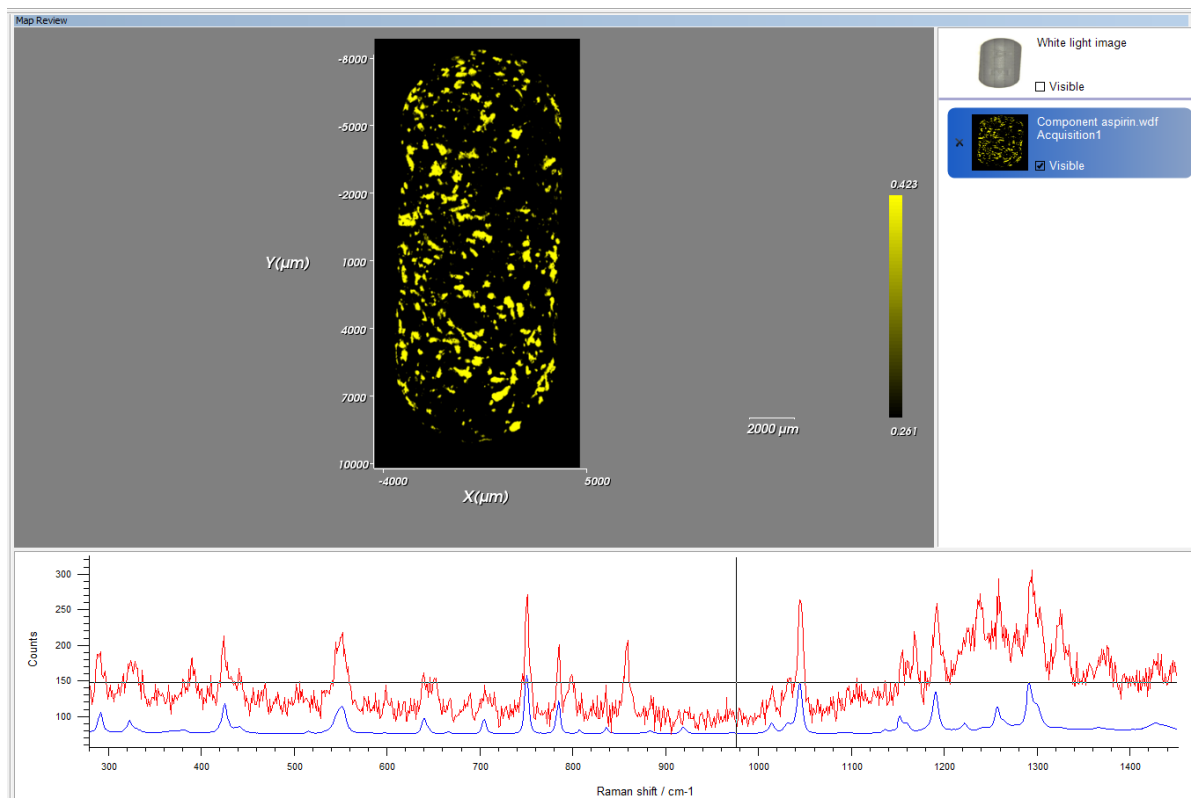 Map Review
-8000
-5000
-2000
Y(µm)
1000
4000
7000
10000
-4000
5000
X(µm)
2000 µm
0.423
0.261
White light image
Visible
Component aspirin.wdf
Acquisition1
Visible
Counts
300
250
200
150
100
300
400
500
600
700
800
900
1000
1100
1200
1300
1400
Raman shift / cm-1